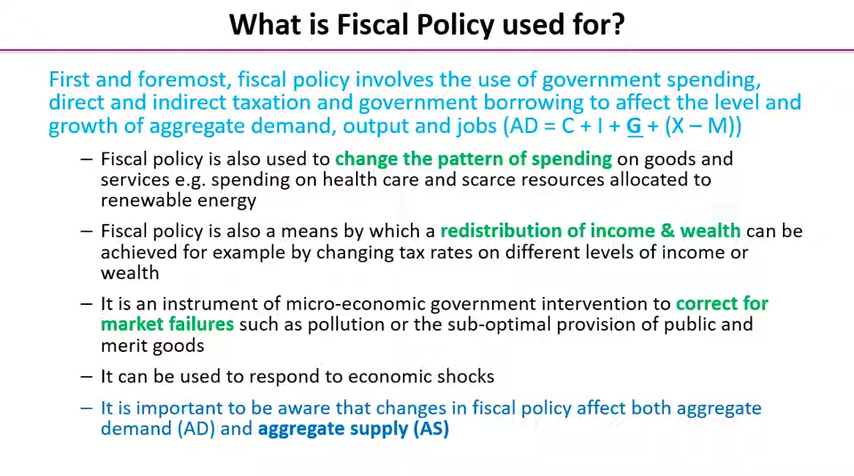 What is Fiscal Policy used for?
First and foremost, fiscal policy involves the use of government spending,
direct and indirect taxation and government borrowing to affect the level and
growth of aggregate demand, output and jobs (AD = C + I + G + (X – M))
– Fiscal policy is also used to change the pattern of spending on goods and
services e.g. spending on health care and scarce resources allocated to
renewable energy
– Fiscal policy is also a means by which a redistribution of income & wealth can be
achieved for example by changing tax rates on different levels of income or
wealth
– It is an instrument of micro-economic government intervention to correct for
market failures such as pollution or the sub-optimal provision of public and
merit goods
– It can be used to respond to economic shocks
– It is important to be aware that changes in fiscal policy affect both aggregate
demand (AD) and aggregate supply (AS)